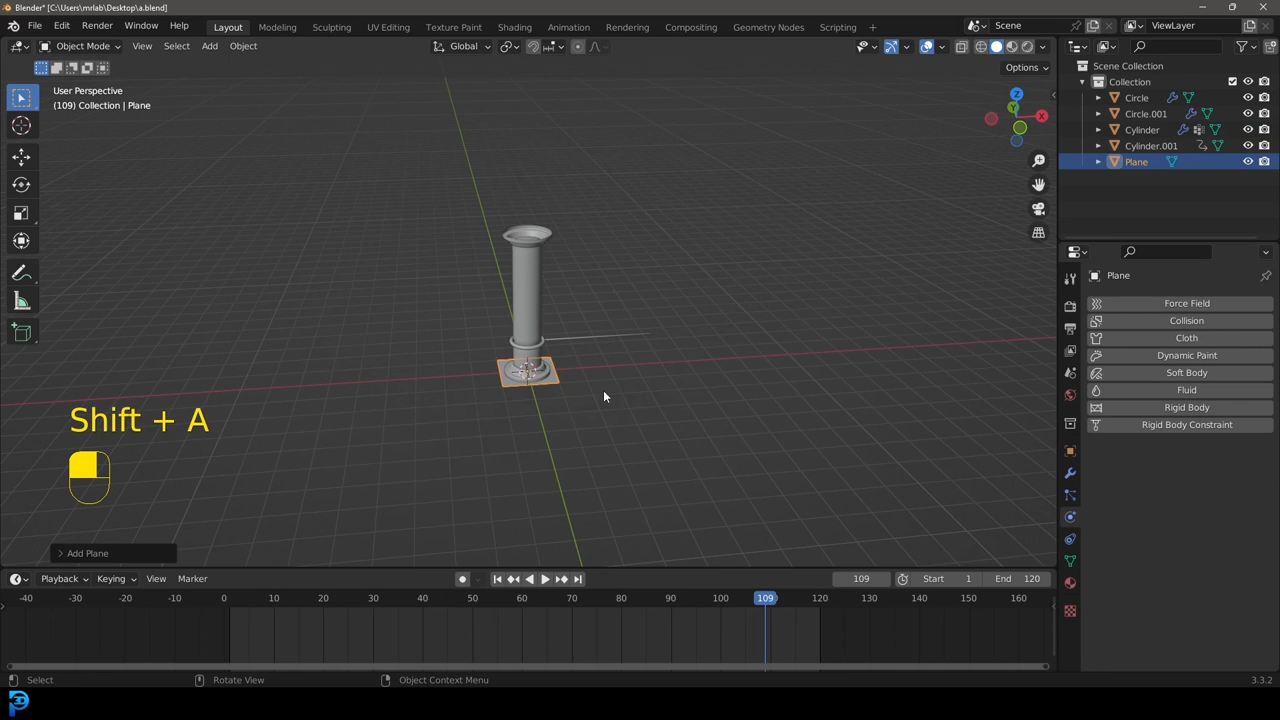 Blender* [C:\Users\mrlab\Desktop\a.blend]
File Edit Render Window Help Layout Modeling Sculpting UV Editing Texture Paint Shading Animation Rendering Compositing Geometry Nodes Scripting + Scene ViewLayer
Object Mode View Select Add Object Global
Options
User Perspective
(109) Collection | Plane
Z
Y
X
Scene Collection
Collection
Circle
Circle.001
Cylinder
Cylinder.001
Plane
Plane
Force Field
Collision
Cloth
Dynamic Paint
Soft Body
Fluid
Rigid Body
Rigid Body Constraint
Shift + A
Add Plane
Playback Keying View Marker 109 Start 1 End 120
-40 -30 -20 -10 0 10 20 30 40 50 60 70 80 90 100 109 120 130 140 150 160
Select Rotate View Object Context Menu 3.3.2